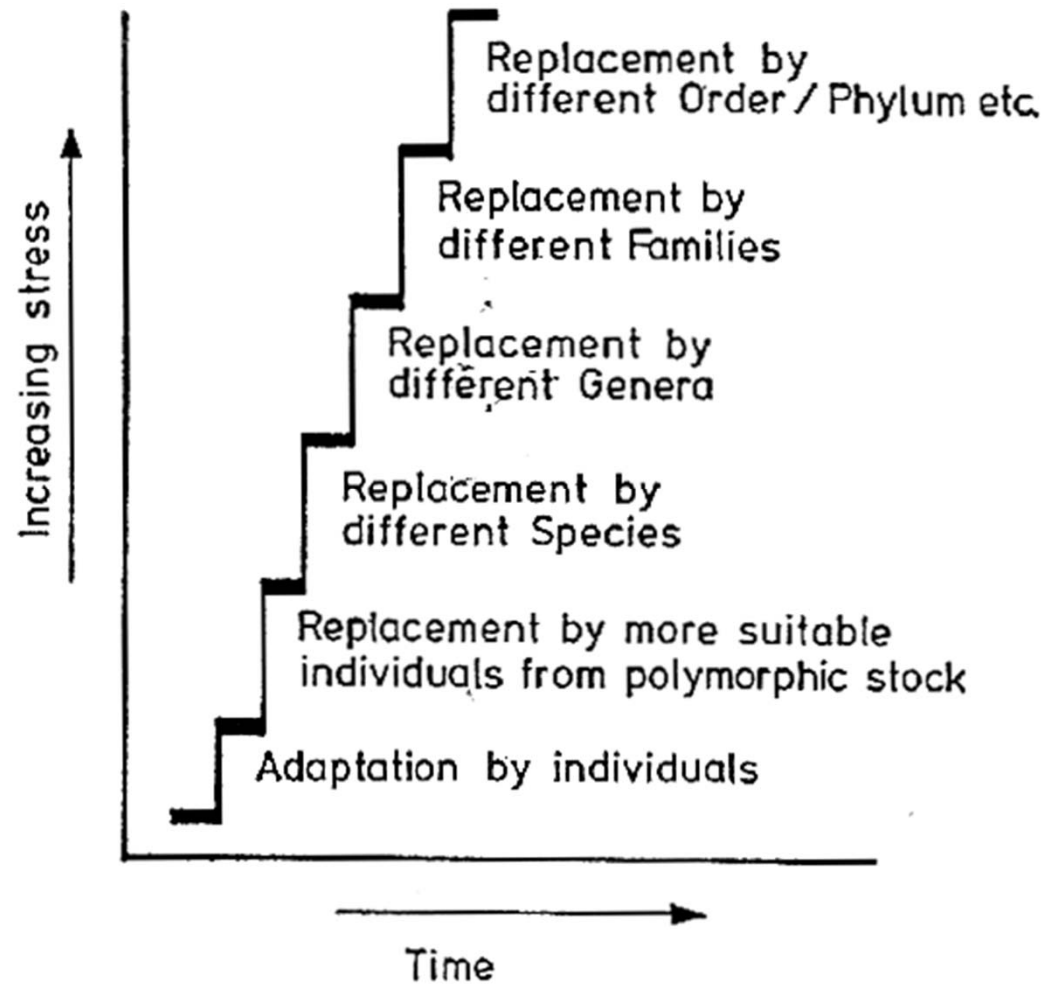 Replacement by
different Order / Phylum etc.
Replacement by
different Families
Replacement by
different Genera
Replacement by
different Species
Replacement by more suitable
individuals from polymorphic stock
Adaptation by individuals
Increasing stress
Time